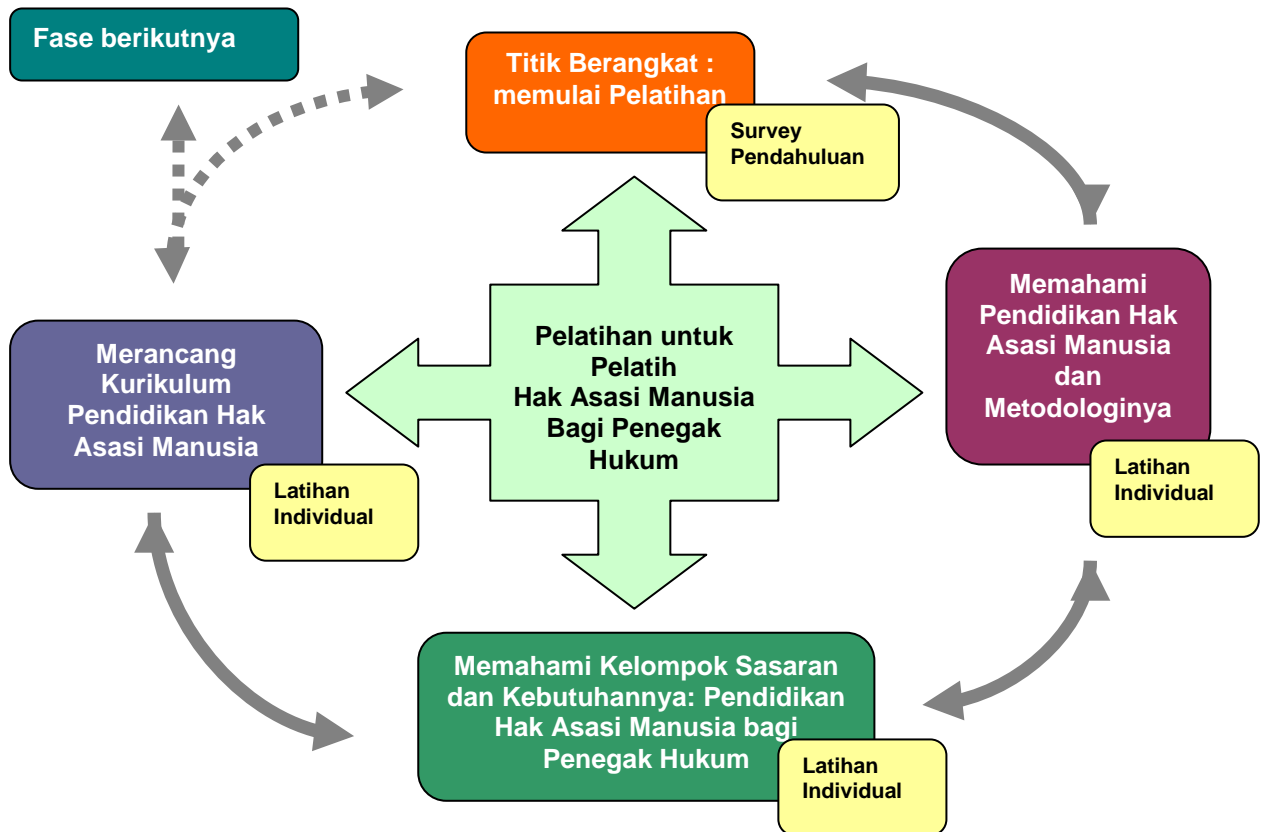 Fase berikutnya
Titik Berangkat :
memulai Pelatihan
Survey
Pendahuluan
Memahami
Pendidikan Hak
Asasi Manusia
dan
Metodologinya
Latihan
Individual
Pelatihan untuk
Pelatih
Hak Asasi Manusia
Bagi Penegak
Hukum
Merancang
Kurikulum
Pendidikan Hak
Asasi Manusia
Latihan
Individual
Memahami Kelompok Sasaran
dan Kebutuhannya: Pendidikan
Hak Asasi Manusia bagi
Penegak Hukum
Latihan
Individual